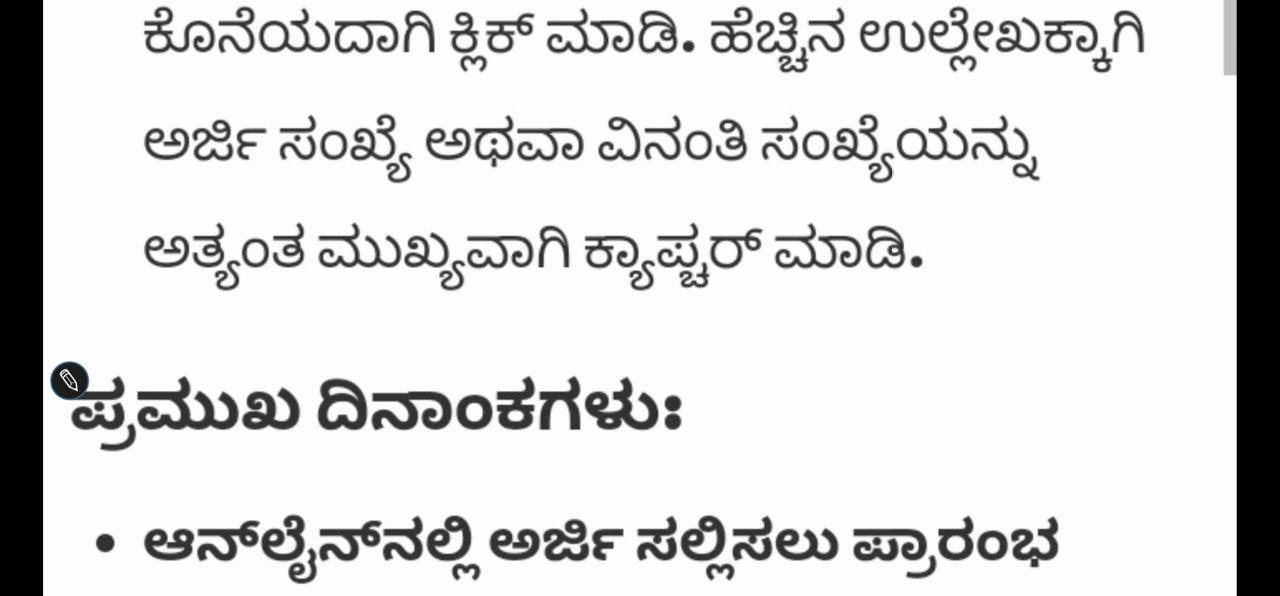 ಕೊನೆಯದಾಗಿ ಕ್ಲಿಕ್ ಮಾಡಿ. ಹೆಚ್ಚಿನ ಉಲ್ಲೇಖಕ್ಕಾಗಿ
ಅರ್ಜಿ ಸಂಖ್ಯೆ ಅಥವಾ ವಿನಂತಿ ಸಂಖ್ಯೆಯನ್ನು
ಅತ್ಯಂತ ಮುಖ್ಯವಾಗಿ ಕ್ಯಾಪ್ಚರ್ ಮಾಡಿ.
ಪ್ರಮುಖ ದಿನಾಂಕಗಳು:
• ಆನ್‌ಲೈನ್‌ನಲ್ಲಿ ಅರ್ಜಿ ಸಲ್ಲಿಸಲು ಪ್ರಾರಂಭ